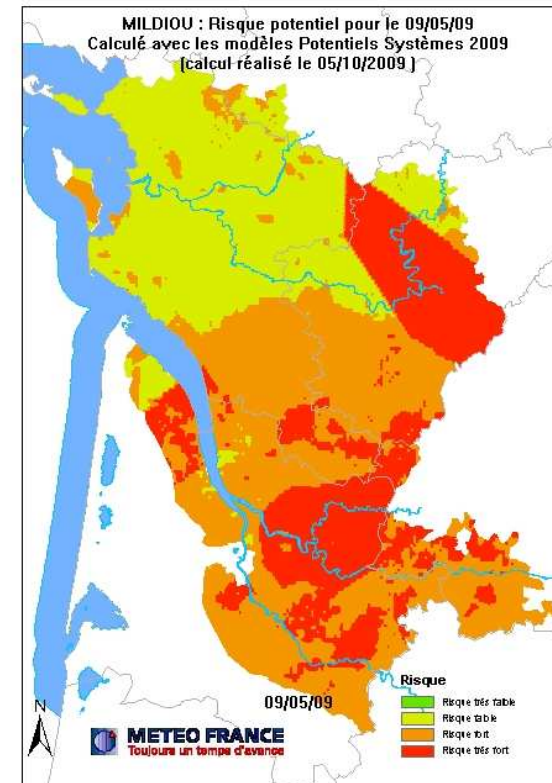 MILDIOU : Risque potentiel pour le 09/05/09
Calculé avec les modèles Potentiels Systèmes 2009
(calcul réalisé le 05/10/2009 )
09/05/09
N
METEO FRANCE
Toujours un temps d'avance
Risque
Risque très faible
Risque faible
Risque fort
Risque très fort